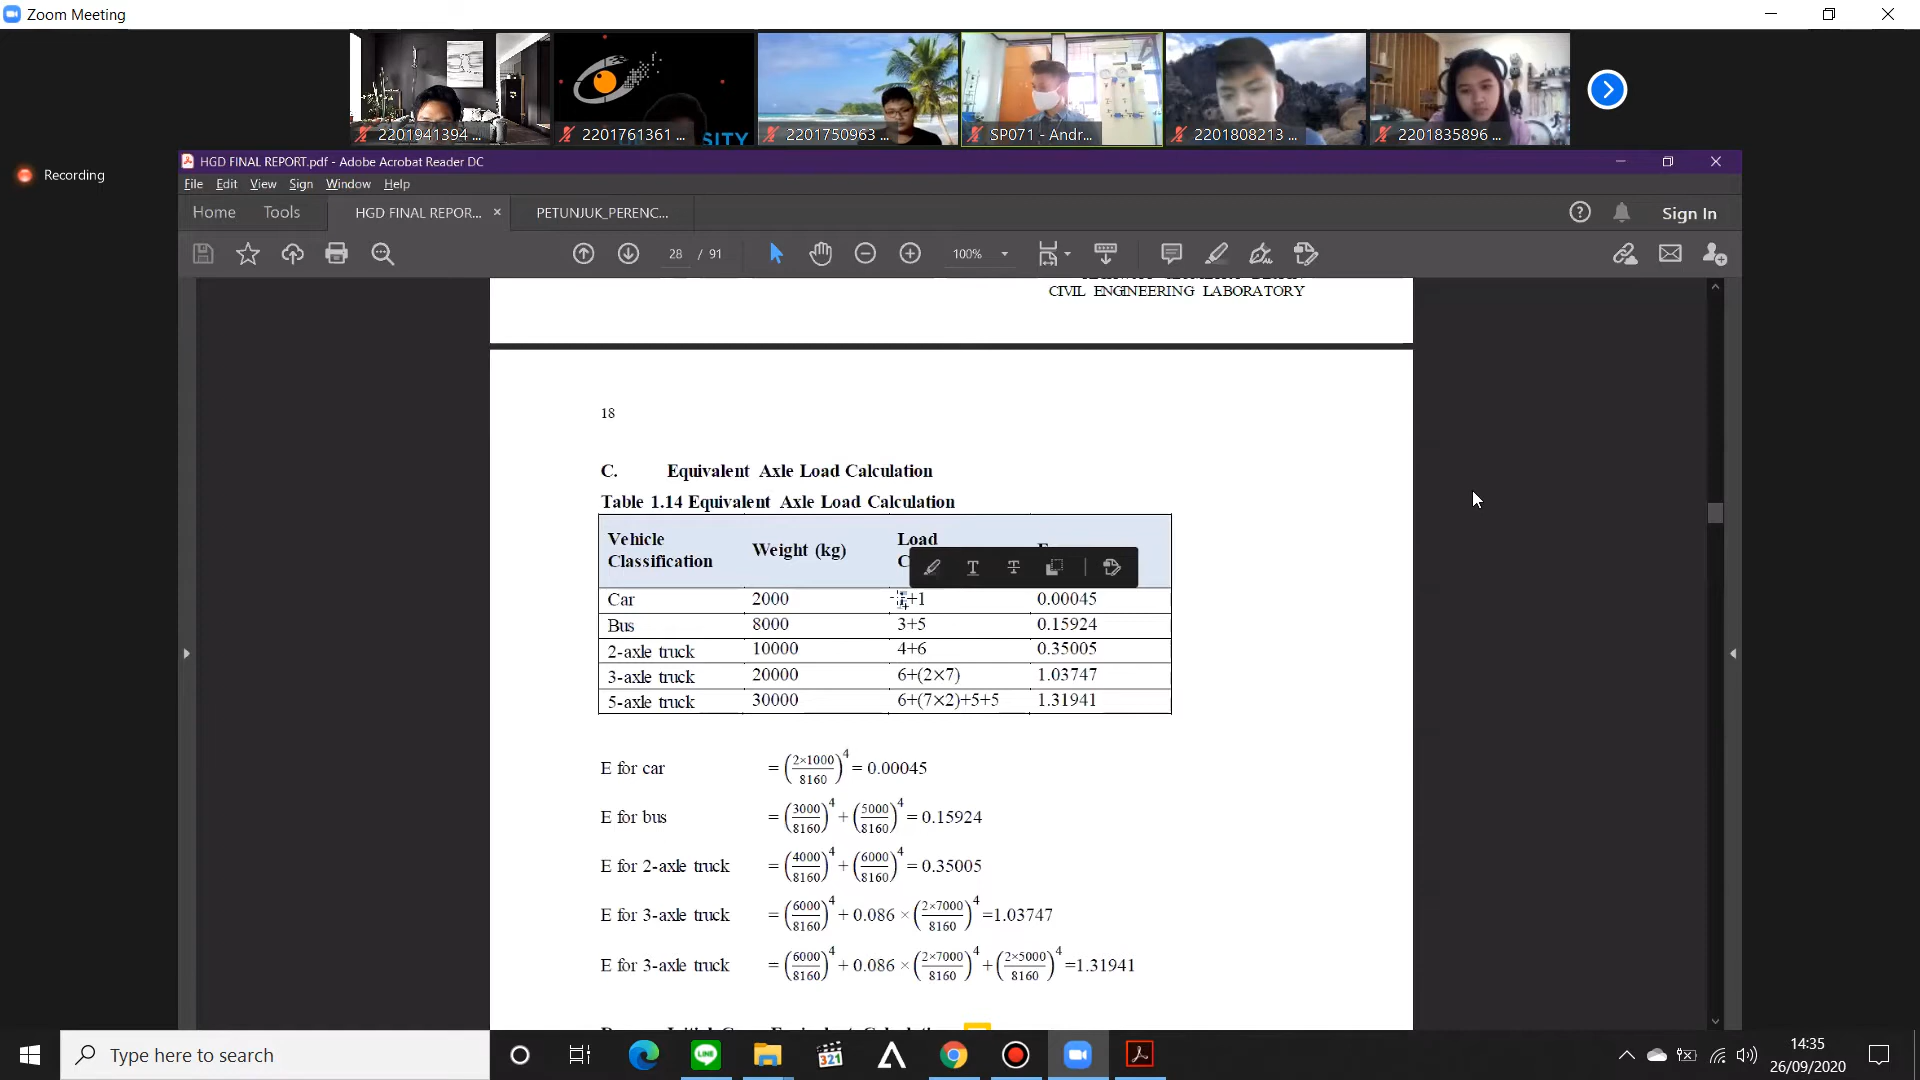 Zoom Meeting
2201941394 ...
2201761361 ...
SITY
2201750963 ...
SP071 - Andr...
2201808213 ...
2201835896 ...
Recording
HGD FINAL REPORT.pdf - Adobe Acrobat Reader DC
File Edit View Sign Window Help
Home Tools HGD FINAL REPOR... × PETUNJUK_PERENC... Sign In
28 / 91 100%
CIVIL ENGINEERING LABORATORY
18
C. Equivalent Axle Load Calculation
Table 1.14 Equivalent Axle Load Calculation
Vehicle Classification Weight (kg) Load
Car 2000 +1 0.00045
Bus 8000 3+5 0.15924
2-axle truck 10000 4+6 0.35005
3-axle truck 20000 6+(2×7) 1.03747
5-axle truck 30000 6+(7×2)+5+5 1.31941
E for car = (2×1000/8160)^4 = 0.00045
E for bus = (3000/8160)^4 + (5000/8160)^4 = 0.15924
E for 2-axle truck = (4000/8160)^4 + (6000/8160)^4 = 0.35005
E for 3-axle truck = (6000/8160)^4 + 0.086 × (2×7000/8160)^4 =1.03747
E for 3-axle truck = (6000/8160)^4 + 0.086 × (2×7000/8160)^4 + (2×5000/8160)^4 =1.31941
Type here to search
321
14:35
26/09/2020